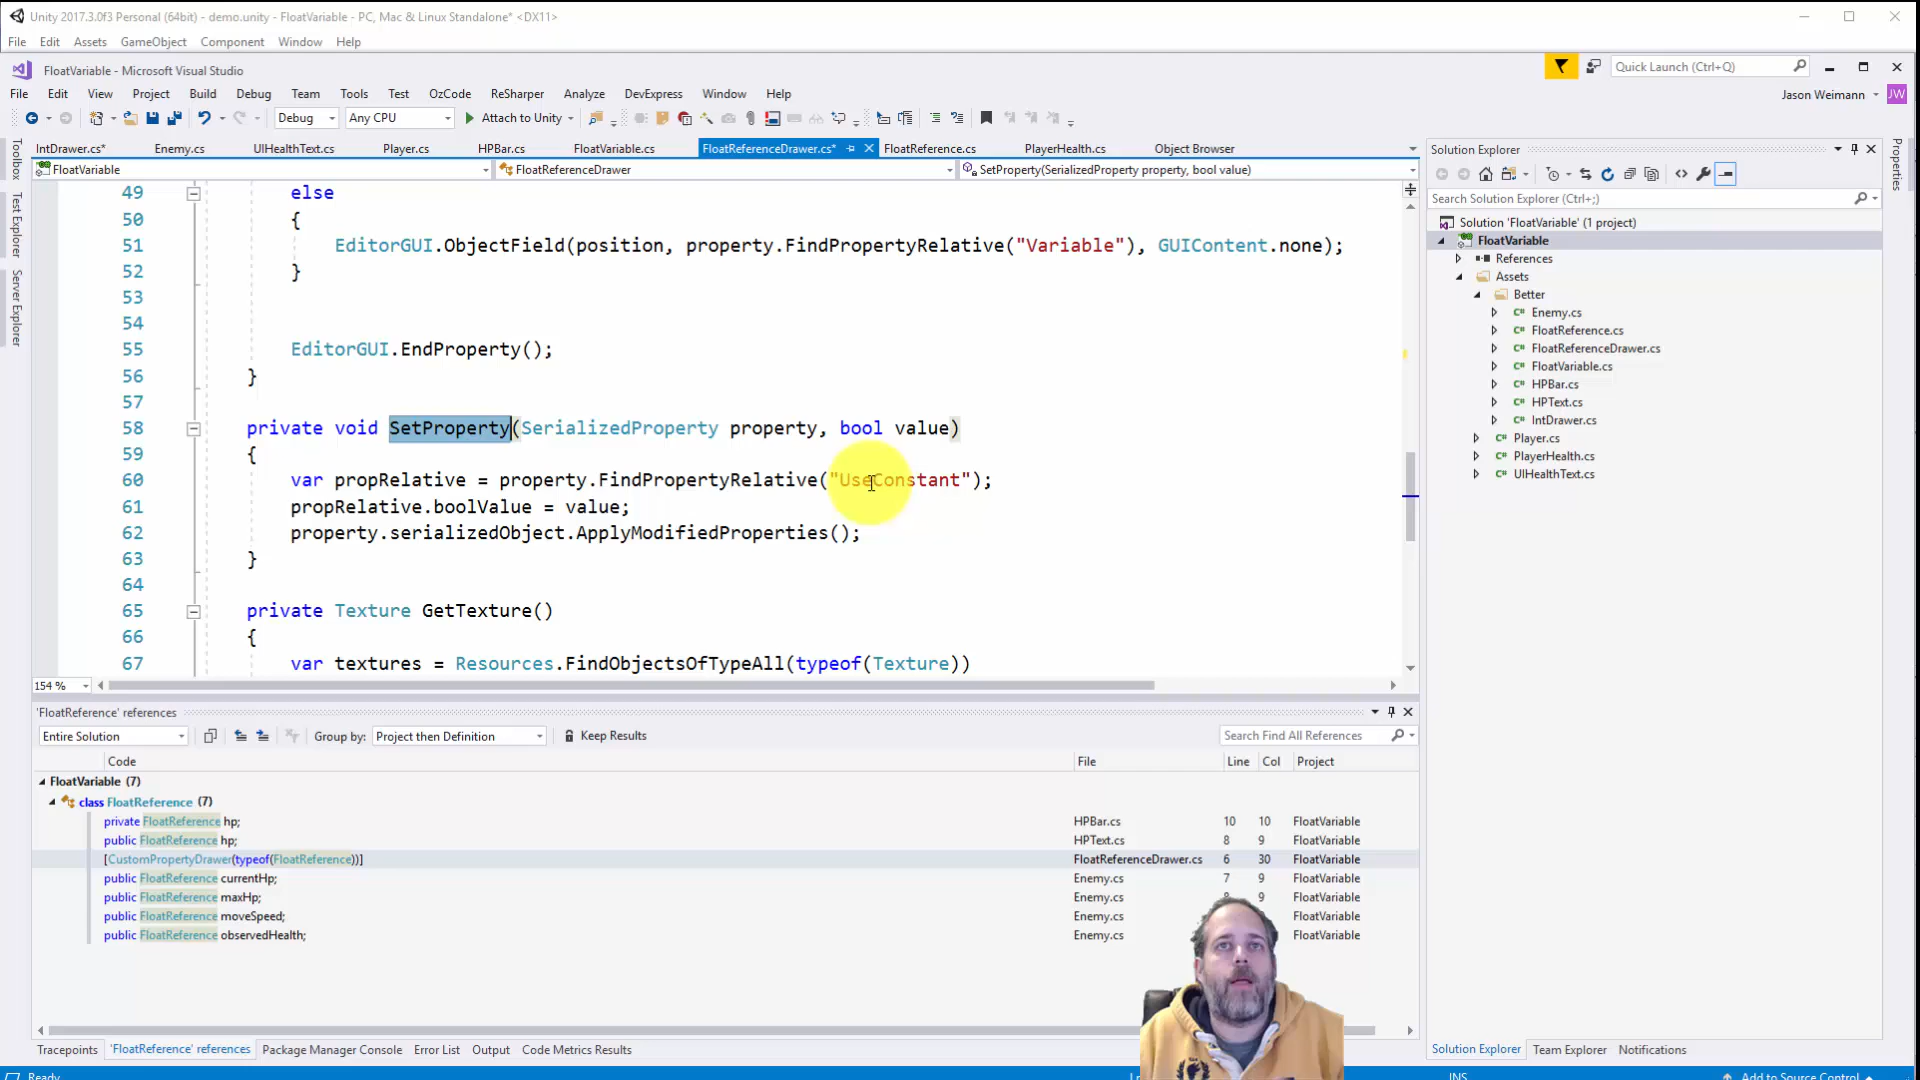 Unity 2017.3.0f3 Personal (64bit) - demo.unity - FloatVariable - PC, Mac & Linux Standalone* <DX11>
File Edit Assets GameObject Component Window Help
FloatVariable - Microsoft Visual Studio
Quick Launch (Ctrl+Q)
File Edit View Project Build Debug Team Tools Test OzCode ReSharper Analyze DevExpress Window Help
Jason Weimann JW
Debug Any CPU Attach to Unity
IntDrawer.cs* Enemy.cs UIHealthText.cs Player.cs HPBar.cs FloatVariable.cs FloatReferenceDrawer.cs* FloatReference.cs PlayerHealth.cs Object Browser
FloatVariable FloatReferenceDrawer SetProperty(SerializedProperty property, bool value)
Toolbox
Test Explorer
Server Explorer
49 else
50 {
51 EditorGUI.ObjectField(position, property.FindPropertyRelative("Variable"), GUIContent.none);
52 }
53
54
55 EditorGUI.EndProperty();
56 }
57
58 private void SetProperty(SerializedProperty property, bool value)
59 {
60 var propRelative = property.FindPropertyRelative("UseConstant");
61 propRelative.boolValue = value;
62 property.serializedObject.ApplyModifiedProperties();
63 }
64
65 private Texture GetTexture()
66 {
67 var textures = Resources.FindObjectsOfTypeAll(typeof(Texture))
154 %
Solution Explorer
Search Solution Explorer (Ctrl+;)
Solution 'FloatVariable' (1 project)
FloatVariable
References
Assets
Better
C# Enemy.cs
C# FloatReference.cs
C# FloatReferenceDrawer.cs
C# FloatVariable.cs
C# HPBar.cs
C# HPText.cs
C# IntDrawer.cs
C# Player.cs
C# PlayerHealth.cs
C# UIHealthText.cs
Properties
'FloatReference' references
Entire Solution Group by: Project then Definition Keep Results Search Find All References
Code File Line Col Project
FloatVariable (7)
class FloatReference (7)
private FloatReference hp; HPBar.cs 10 10 FloatVariable
public FloatReference hp; HPText.cs 8 9 FloatVariable
[CustomPropertyDrawer(typeof(FloatReference))] FloatReferenceDrawer.cs 6 30 FloatVariable
public FloatReference currentHp; Enemy.cs 7 9 FloatVariable
public FloatReference maxHp; Enemy.cs 9 FloatVariable
public FloatReference moveSpeed; Enemy.cs FloatVariable
public FloatReference observedHealth; Enemy.cs FloatVariable
Tracepoints 'FloatReference' references Package Manager Console Error List Output Code Metrics Results
Solution Explorer Team Explorer Notifications
Ready INS Add to Source Control